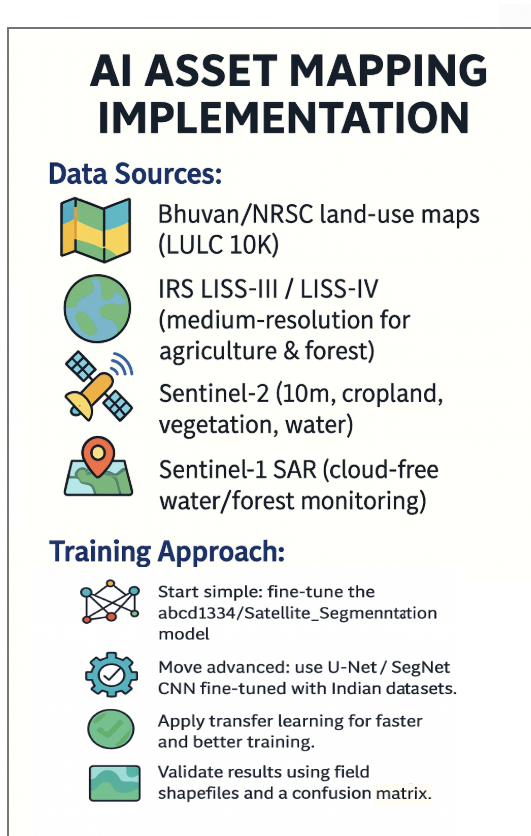 AI ASSET MAPPING
IMPLEMENTATION
Data Sources:
Bhuvan/NRSC land-use maps
(LULC 10K)
IRS LISS-III / LISS-IV
(medium-resolution for
agriculture & forest)
Sentinel-2 (10m, cropland,
vegetation, water)
Sentinel-1 SAR (cloud-free
water/forest monitoring)
Training Approach:
Start simple: fine-tune the
abcd1334/Satellite_Segmenntation
model
Move advanced: use U-Net / SegNet
CNN fine-tuned with Indian datasets.
Apply transfer learning for faster
and better training.
Validate results using field
shapefiles and a confusion matrix.